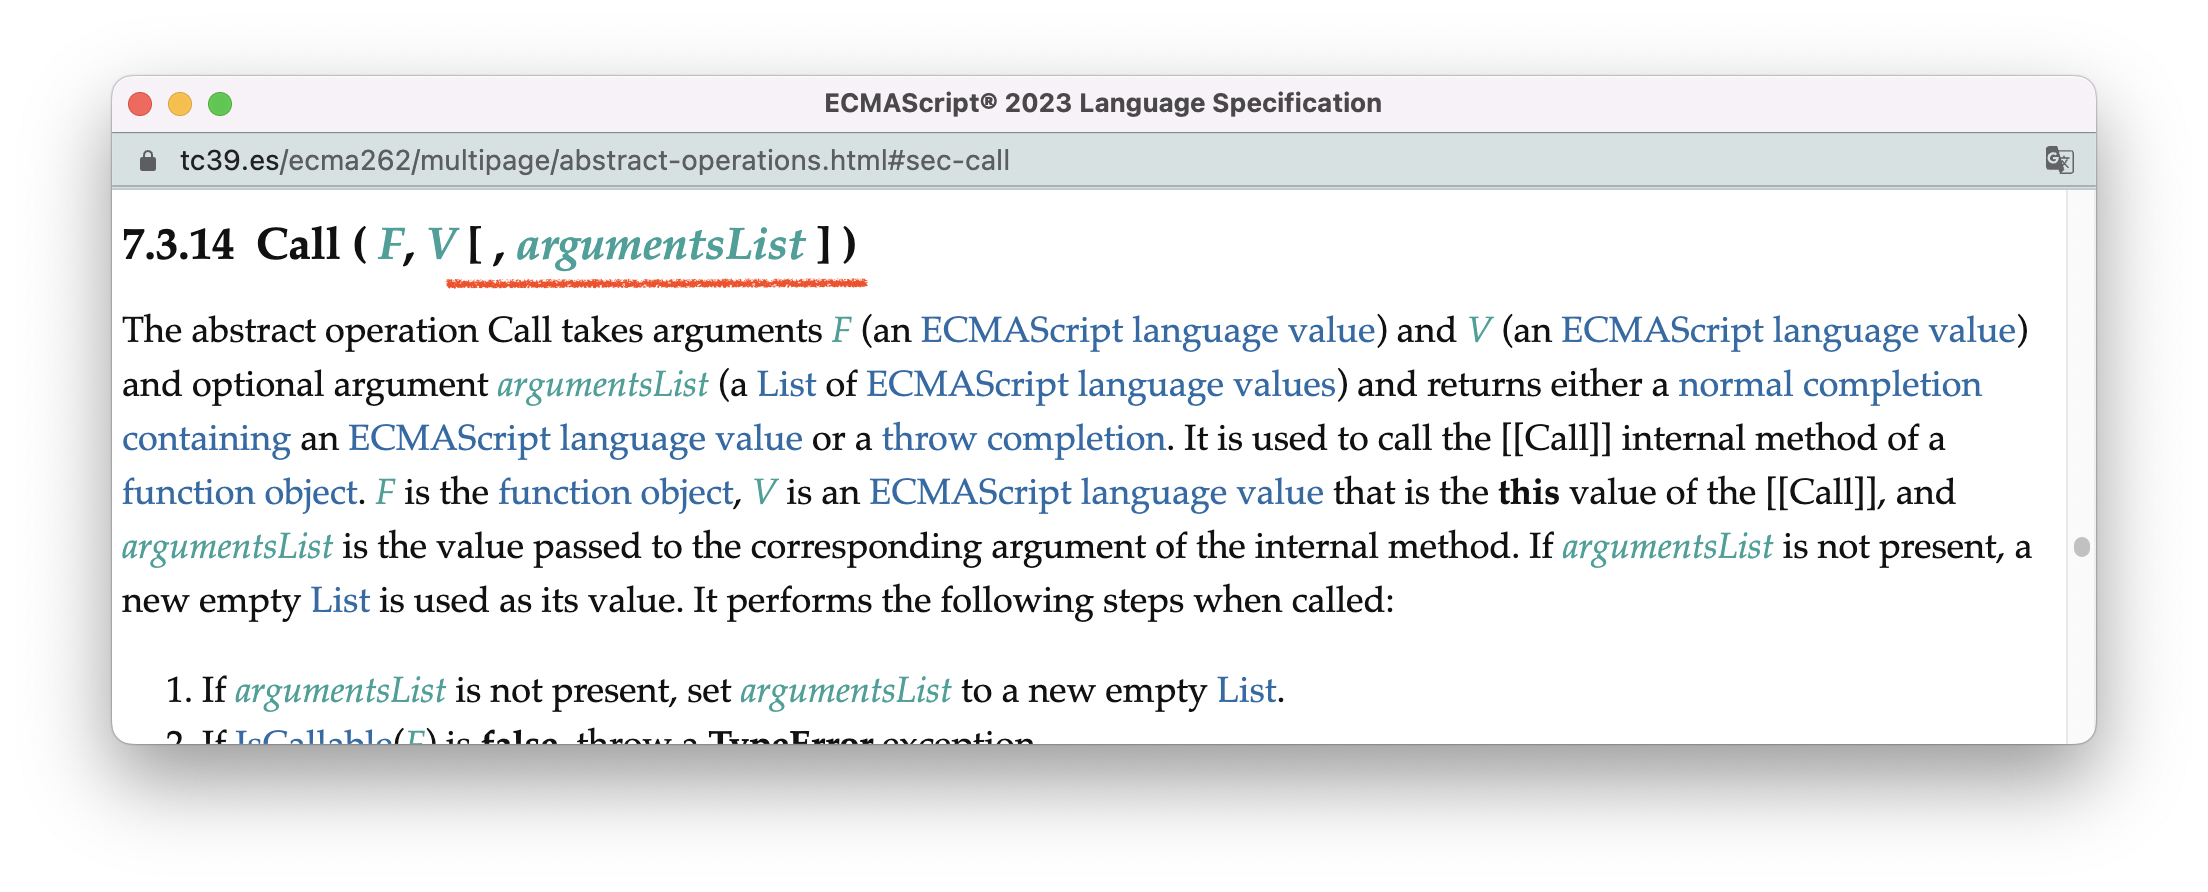 ECMAScript® 2023 Language Specification
tc39.es/ecma262/multipage/abstract-operations.html#sec-call
7.3.14 Call ( F, V [ , argumentsList ] )
The abstract operation Call takes arguments F (an ECMAScript language value) and V (an ECMAScript language value)
and optional argument argumentsList (a List of ECMAScript language values) and returns either a normal completion
containing an ECMAScript language value or a throw completion. It is used to call the [[Call]] internal method of a
function object. F is the function object, V is an ECMAScript language value that is the this value of the [[Call]], and
argumentsList is the value passed to the corresponding argument of the internal method. If argumentsList is not present, a
new empty List is used as its value. It performs the following steps when called:
1. If argumentsList is not present, set argumentsList to a new empty List.
2. If IsCallable(F) is false, throw a TypeError exception.